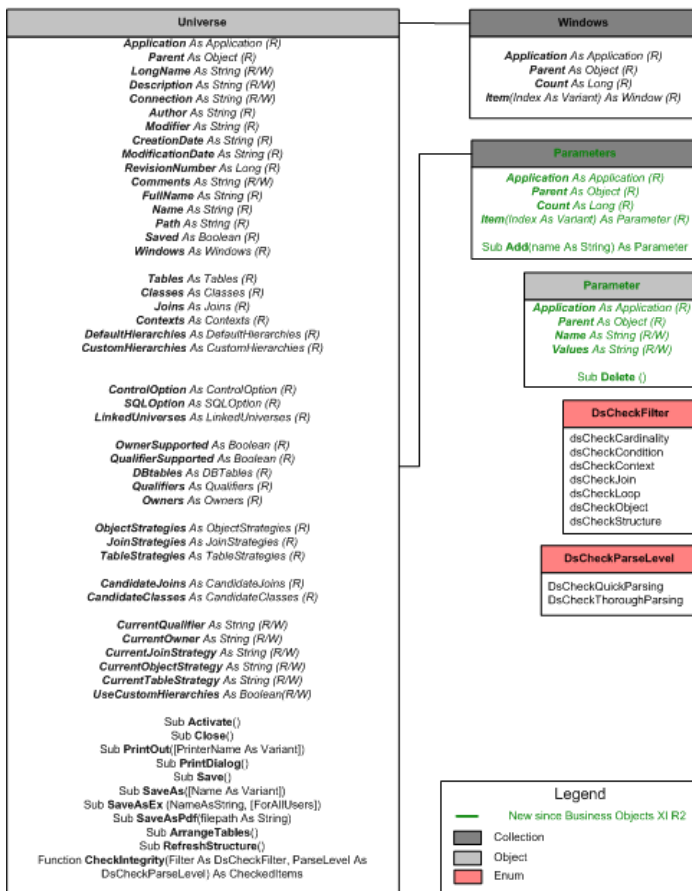 Universe
Application As Application (R)
Parent As Object (R)
LongName As String (R/W)
Description As String (R/W)
Connection As String (R/W)
Author As String (R)
Modifier As String (R)
CreationDate As String (R)
ModificationDate As String (R)
RevisionNumber As Long (R)
Comments As String (R/W)
FullName As String (R)
Name As String (R)
Path As String (R)
Saved As Boolean (R)
Windows As Windows (R)
Tables As Tables (R)
Classes As Classes (R)
Joins As Joins (R)
Contexts As Contexts (R)
DefaultHierarchies As DefaultHierarchies (R)
CustomHierarchies As CustomHierarchies (R)
ControlOption As ControlOption (R)
SQLOption As SQLOption (R)
LinkedUniverses As LinkedUniverses (R)
OwnerSupported As Boolean (R)
QualifierSupported As Boolean (R)
DBtables As DBTables (R)
Qualifiers As Qualifiers (R)
Owners As Owners (R)
ObjectStrategies As ObjectStrategies (R)
JoinStrategies As JoinStrategies (R)
TableStrategies As TableStrategies (R)
CandidateJoins As CandidateJoins (R)
CandidateClasses As CandidateClasses (R)
CurrentQualifier As String (R/W)
CurrentOwner As String (R/W)
CurrentJoinStrategy As String (R/W)
CurrentObjectStrategy As String (R/W)
CurrentTableStrategy As String (R/W)
UseCustomHierarchies As Boolean(R/W)
Sub Activate()
Sub Close()
Sub PrintOut([PrinterName As Variant])
Sub PrintDialog()
Sub Save()
Sub SaveAs([Name As Variant])
Sub SaveAsEx (NameAsString, [ForAllUsers])
Sub SaveAsPdf(filepath As String)
Sub ArrangeTables()
Sub RefreshStructure()
Function CheckIntegrity(Filter As DsCheckFilter, ParseLevel As
DsCheckParseLevel) As CheckedItems
Windows
Application As Application (R)
Parent As Object (R)
Count As Long (R)
Item(Index As Variant) As Window (R)
Parameters
Application As Application (R)
Parent As Object (R)
Count As Long (R)
Item(Index As Variant) As Parameter (R)
Sub Add(name As String) As Parameter
Parameter
Application As Application (R)
Parent As Object (R)
Name As String (R/W)
Values As String (R/W)
Sub Delete ()
DsCheckFilter
dsCheckCardinality
dsCheckCondition
dsCheckContext
dsCheckJoin
dsCheckLoop
dsCheckObject
dsCheckStructure
DsCheckParseLevel
DsCheckQuickParsing
DsCheckThoroughParsing
Legend
New since Business Objects XI R2
Collection
Object
Enum